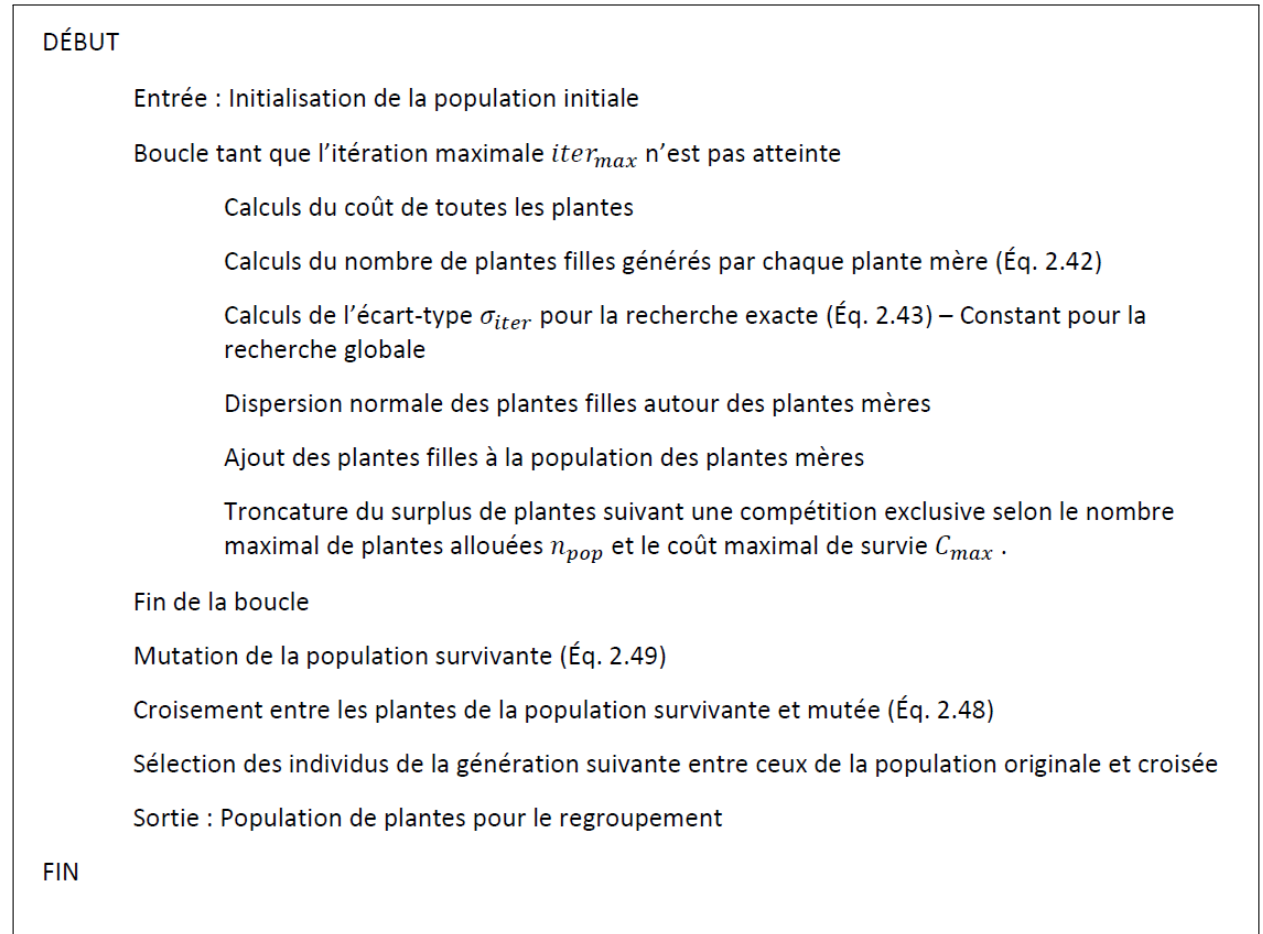 DÉBUT
Entrée : Initialisation de la population initiale
Boucle tant que l’itération maximale iter_max n’est pas atteinte
Calculs du coût de toutes les plantes
Calculs du nombre de plantes filles générés par chaque plante mère (Éq. 2.42)
Calculs de l’écart-type σ_iter pour la recherche exacte (Éq. 2.43) – Constant pour la
recherche globale
Dispersion normale des plantes filles autour des plantes mères
Ajout des plantes filles à la population des plantes mères
Troncature du surplus de plantes suivant une compétition exclusive selon le nombre
maximal de plantes allouées n_pop et le coût maximal de survie C_max .
Fin de la boucle
Mutation de la population survivante (Éq. 2.49)
Croisement entre les plantes de la population survivante et mutée (Éq. 2.48)
Sélection des individus de la génération suivante entre ceux de la population originale et croisée
Sortie : Population de plantes pour le regroupement
FIN